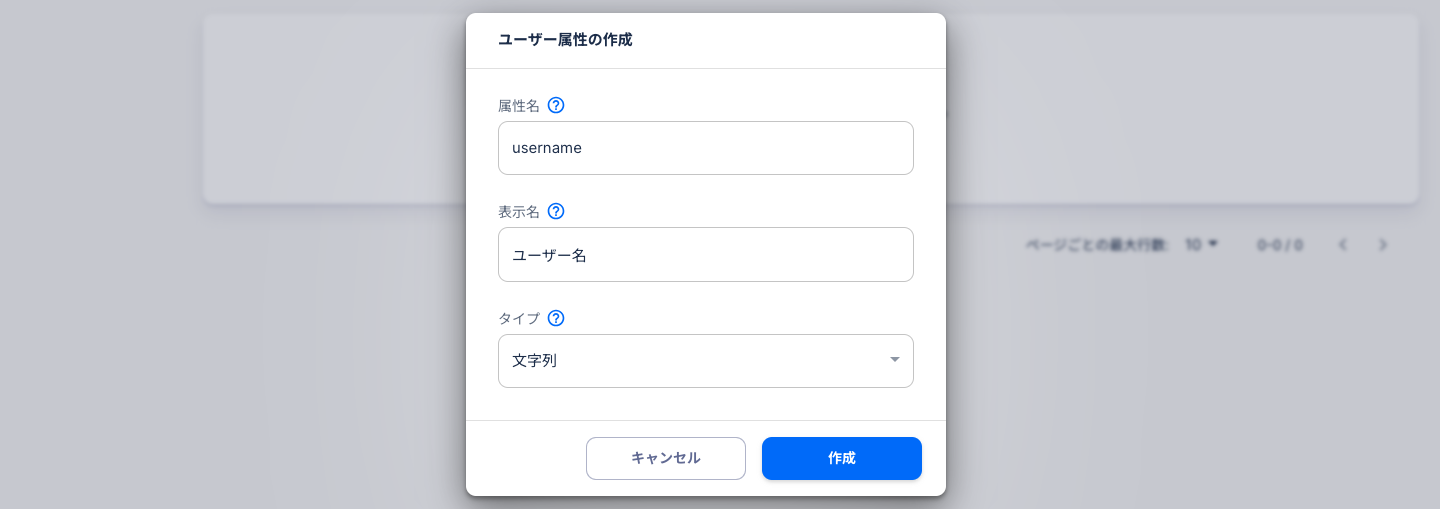 ユーザー属性の作成
属性名
username
表示名
ユーザー名
ページごとの最大行数: 10 0-0 / 0
タイプ
文字列
キャンセル 作成